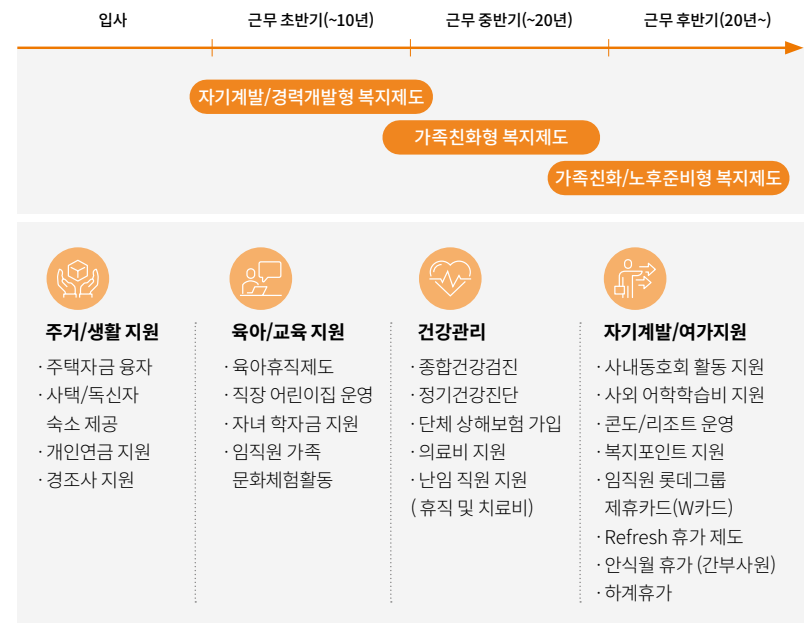 입사
근무 초반기(~10년)
근무 중반기(~20년)
근무 후반기(20년~)
자기계발/경력개발형 복지제도
가족친화형 복지제도
가족친화/노후준비형 복지제도
주거/생활 지원
· 주택자금 융자
· 사택/독신자
숙소 제공
· 개인연금 지원
· 경조사 지원
육아/교육 지원
· 육아휴직제도
· 직장 어린이집 운영
· 자녀 학자금 지원
· 임직원 가족
문화체험활동
건강관리
· 종합건강검진
· 정기건강진단
· 단체 상해보험 가입
· 의료비 지원
· 난임 직원 지원
( 휴직 및 치료비)
자기계발/여가지원
· 사내동호회 활동 지원
· 사외 어학학습비 지원
· 콘도/리조트 운영
· 복지포인트 지원
· 임직원 롯데그룹
제휴카드(W카드)
· Refresh 휴가 제도
· 안식월 휴가 (간부사원)
· 하계휴가